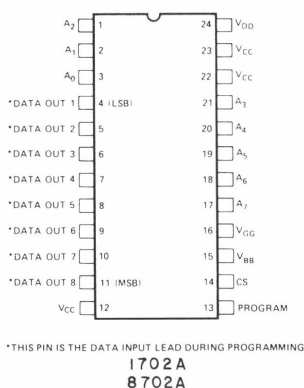 A2 1 24 VDD
A1 2 23 VCC
A0 3 22 VCC
*DATA OUT 1 4 (LSB) 21 A3
*DATA OUT 2 5 20 A4
*DATA OUT 3 6 19 A5
*DATA OUT 4 7 18 A6
*DATA OUT 5 8 17 A7
*DATA OUT 6 9 16 VGG
*DATA OUT 7 10 15 VBB
*DATA OUT 8 11 (MSB) 14 CS
VCC 12 13 PROGRAM
*THIS PIN IS THE DATA INPUT LEAD DURING PROGRAMMING
1702A
8702A